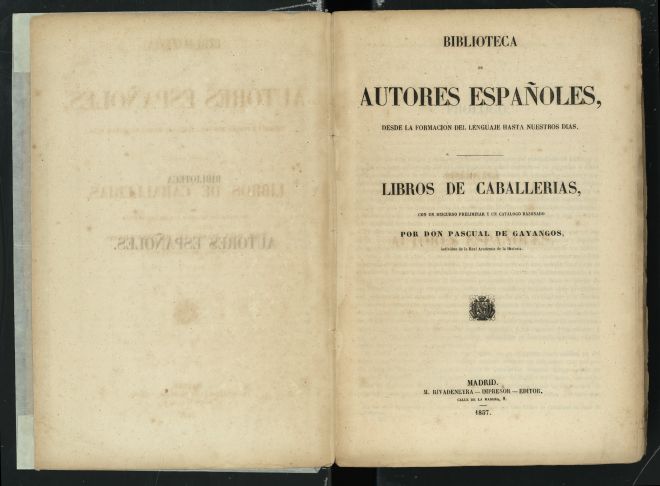 BIBLIOTECA
DE
AUTORES ESPAÑOLES,
DESDE LA FORMACION DEL LENGUAJE HASTA NUESTROS DIAS.
LIBROS DE CABALLERIAS,
CON UN DISCURSO PRELIMINAR Y UN CATÁLOGO RAZONADO
POR DON PASCUAL DE GAYANGOS,
individuo de la Real Academia de la Historia.
MADRID.
M. RIVADENEYRA — IMPRESOR — EDITOR,
CALLE DE LA MADERA, 8.
1857.